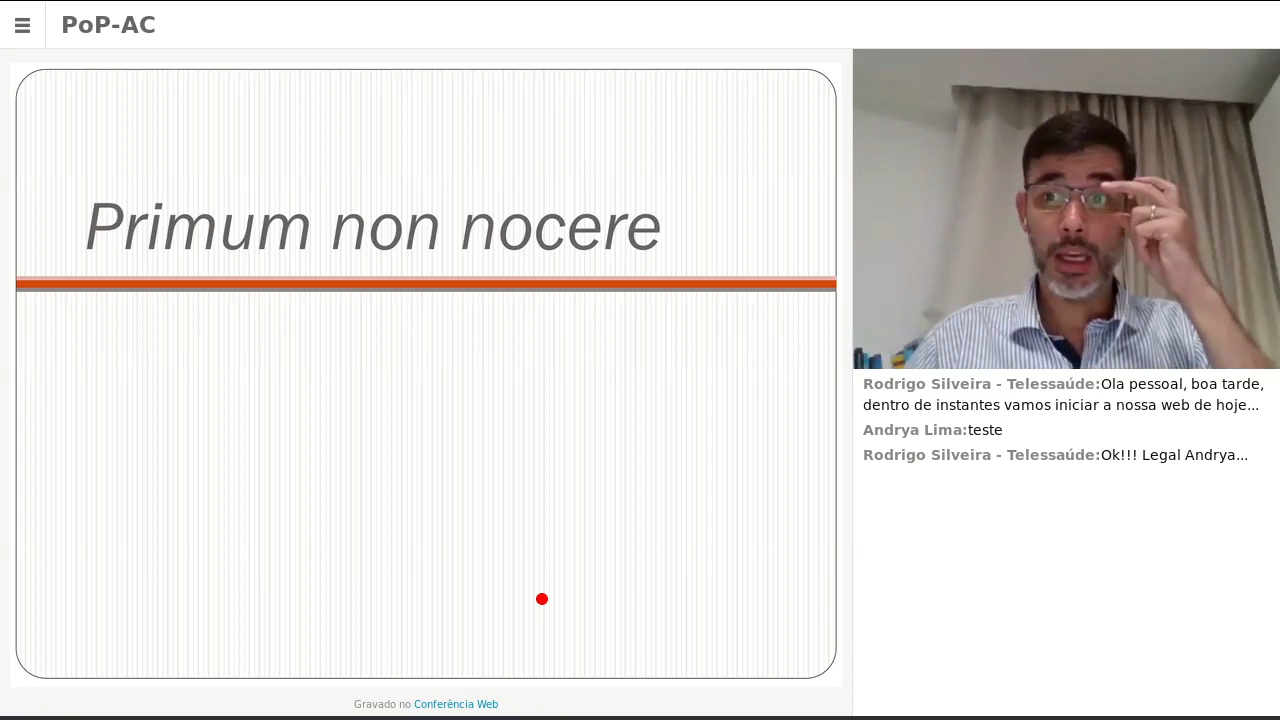 PoP-AC
Primum non nocere
Rodrigo Silveira - Telessaúde:Ola pessoal, boa tarde,
dentro de instantes vamos iniciar a nossa web de hoje...
Andrya Lima:teste
Rodrigo Silveira - Telessaúde:Ok!!! Legal Andrya...
Gravado no Conferência Web